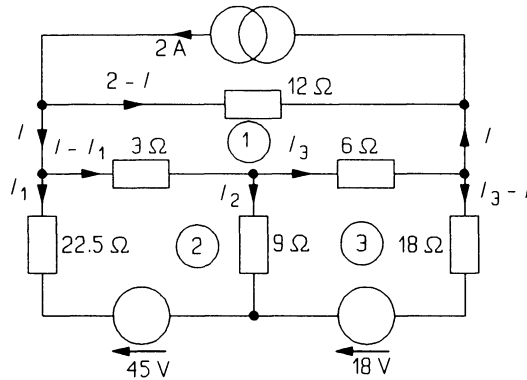 2 A
2 – I
12 Ω
1
I
I – I₁
3 Ω
I₃
6 Ω
I
I₁
I₂
I₃ – I
22.5 Ω
2
9 Ω
3
18 Ω
45 V
18 V